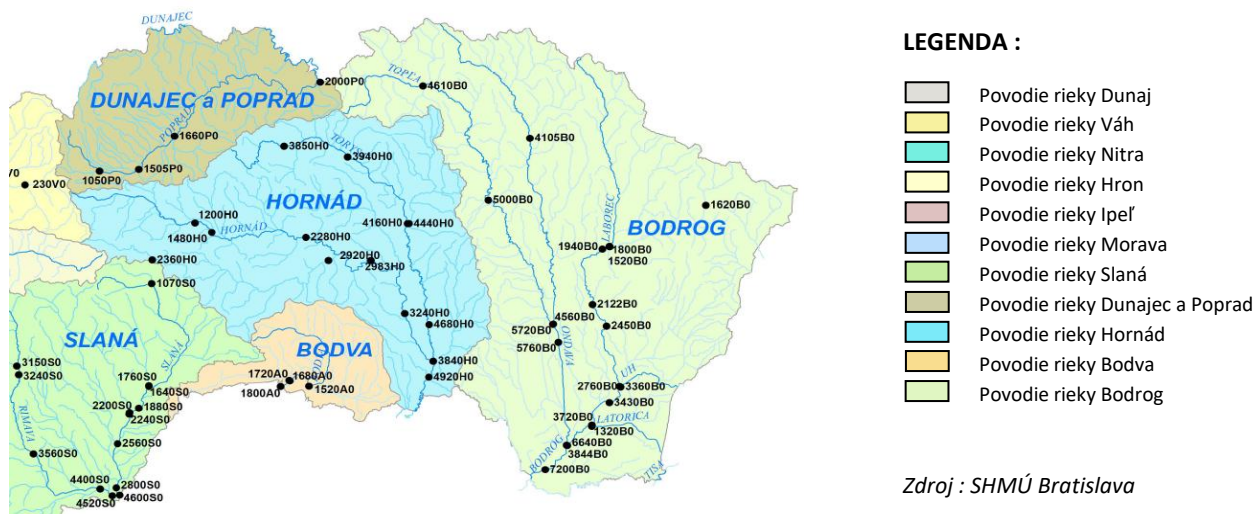 DUNAJEC
TOPĽA
4610B0
2000P0
DUNAJEC a POPRAD
POPRAD
1660P0
4105B0
3850H0
TORYSA
3940H0
1505P0
1050P0
V0
230V0
HORNÁD
5000B0
1620B0
1200H0
4160H0
4440H0
BODROG
LABOREC
1480H0
HORNÁD
2280H0
1940B0
1800B0
1520B0
2360H0
2920H0
2983H0
1070S0
2122B0
3240H0
4680H0
4560B0
5720B0
2450B0
SLANÁ
BODVA
5760B0
ONDAVA
3150S0
3240S0
SLANÁ
3840H0
UH
1720A0
1680A0
4920H0
1760S0
1640S0
1800A0
1520A0
2760B0
3360B0
RIMAVA
2200S0
1880S0
2240S0
3430B0
3720B0
LATORICA
1320B0
2560S0
3560S0
BODROG
6640B0
3844B0
7200B0
TISA
4400S0
2800S0
4520S0
4600S0
LEGENDA :
Povodie rieky Dunaj
Povodie rieky Váh
Povodie rieky Nitra
Povodie rieky Hron
Povodie rieky Ipeľ
Povodie rieky Morava
Povodie rieky Slaná
Povodie rieky Dunajec a Poprad
Povodie rieky Hornád
Povodie rieky Bodva
Povodie rieky Bodrog
Zdroj : SHMÚ Bratislava